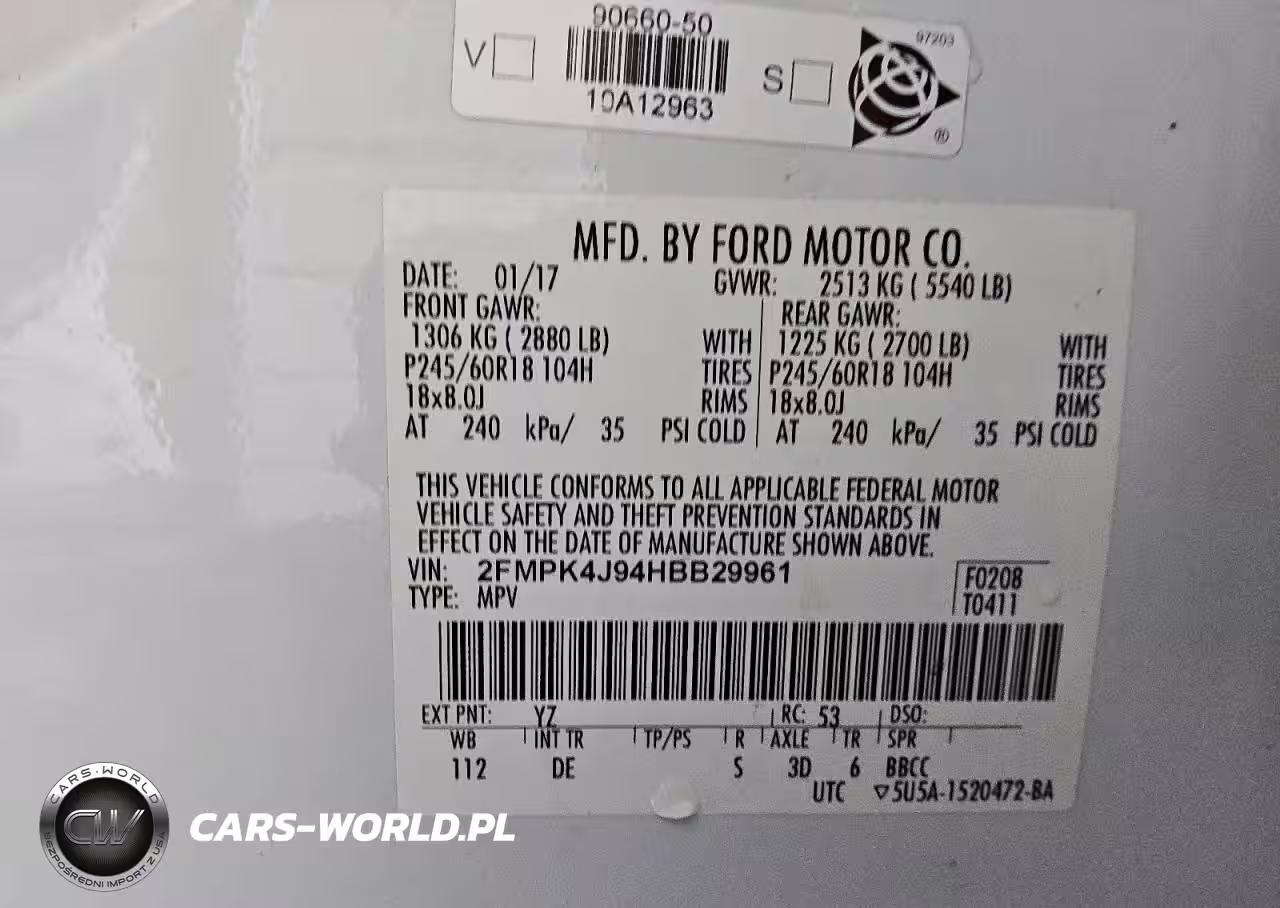 90660-50
V
S
97203
10A12963
®
MFD. BY FORD MOTOR CO.
DATE: 01/17 GVWR: 2513 KG ( 5540 LB)
FRONT GAWR: REAR GAWR:
1306 KG ( 2880 LB) WITH 1225 KG ( 2700 LB) WITH
P245/60R18 104H TIRES P245/60R18 104H TIRES
18x8.0J RIMS 18x8.0J RIMS
AT 240 kPa/ 35 PSI COLD AT 240 kPa/ 35 PSI COLD
THIS VEHICLE CONFORMS TO ALL APPLICABLE FEDERAL MOTOR
VEHICLE SAFETY AND THEFT PREVENTION STANDARDS IN
EFFECT ON THE DATE OF MANUFACTURE SHOWN ABOVE.
VIN: 2FMPK4J94HBB29961 F0208
TYPE: MPV T0411
EXT PNT: YZ RC: 53 DSO:
WB INT TR TP/PS R AXLE TR SPR
112 DE S 3D 6 BBCC
UTC ▽5U5A-1520472-BA
CARS-WORLD
CW
BEZPOŚREDNI IMPORT Z USA
CARS-WORLD.PL